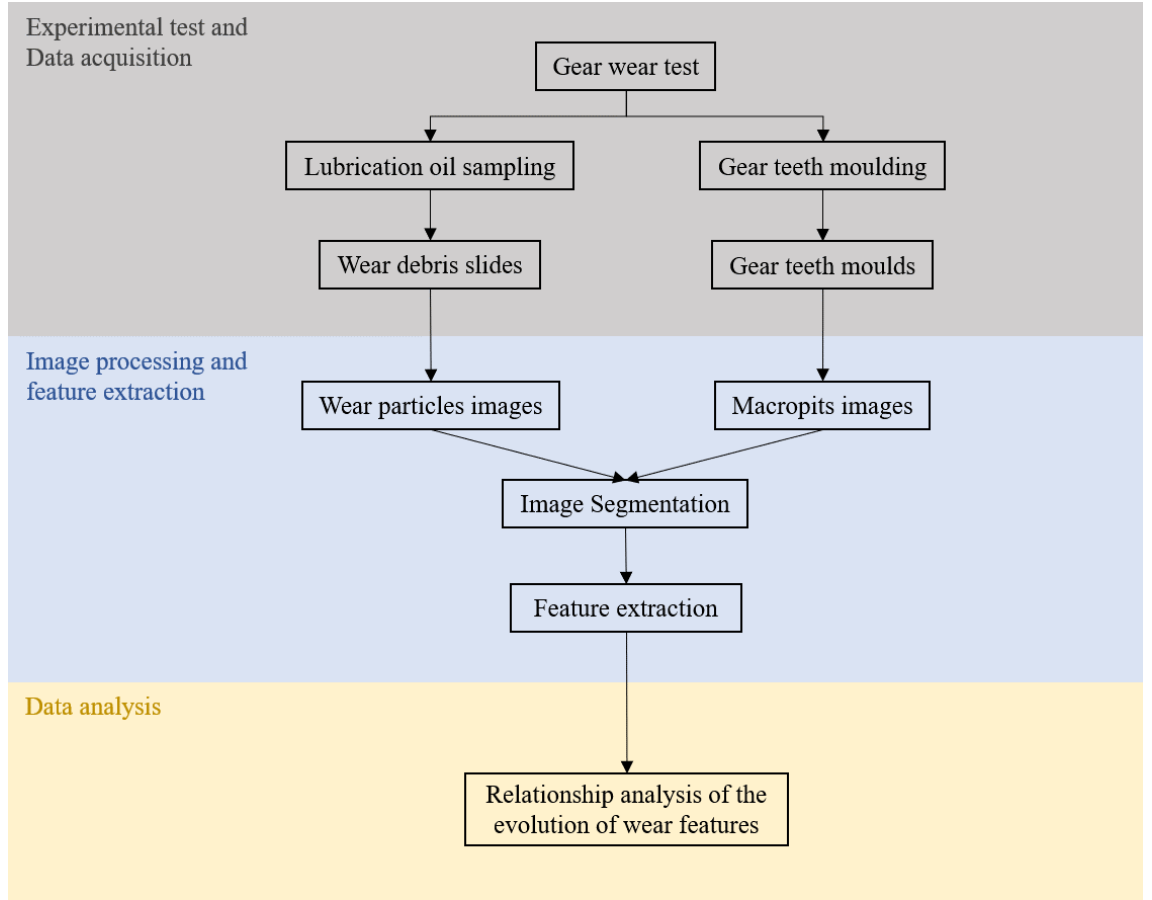 Experimental test and
Data acquisition
Gear wear test
Lubrication oil sampling
Gear teeth moulding
Wear debris slides
Gear teeth moulds
Image processing and
feature extraction
Wear particles images
Macropits images
Image Segmentation
Feature extraction
Data analysis
Relationship analysis of the
evolution of wear features